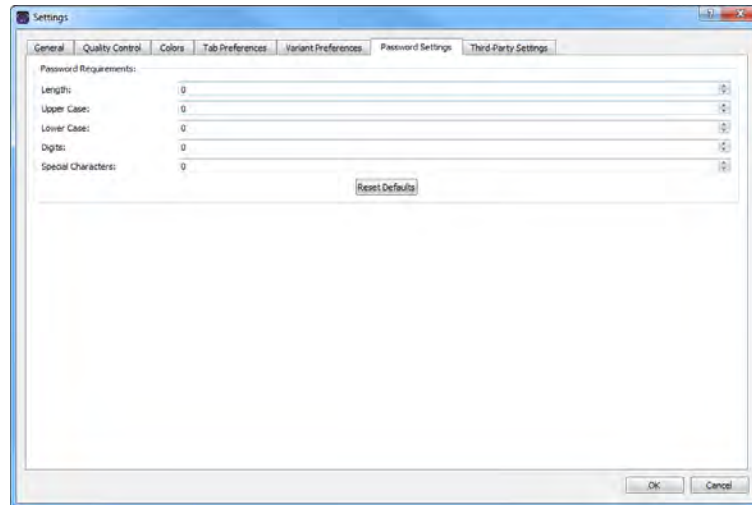 Settings
General Quality Control Colors Tab Preferences Variant Preferences Password Settings Third-Party Settings
Password Requirements:
Length: 0
Upper Case: 0
Lower Case: 0
Digits: 0
Special Characters: 0
Reset Defaults
OK Cancel